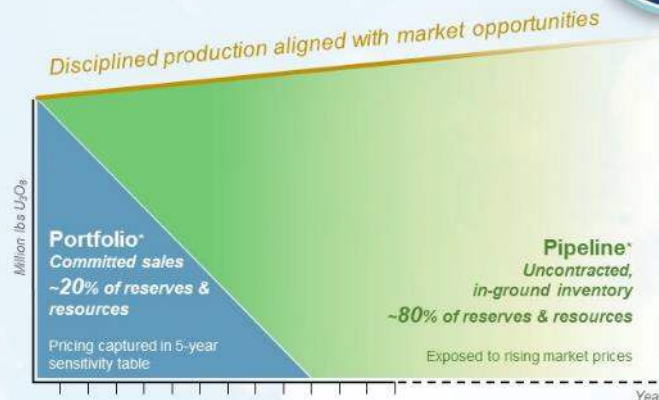 Disciplined production aligned with market opportunities
Million lbs U₃O₈
Portfolio*
Committed sales
~20% of reserves &
resources
Pricing captured in 5-year
sensitivity table
Pipeline*
Uncontracted,
in-ground inventory
~80% of reserves & resources
Exposed to rising market prices